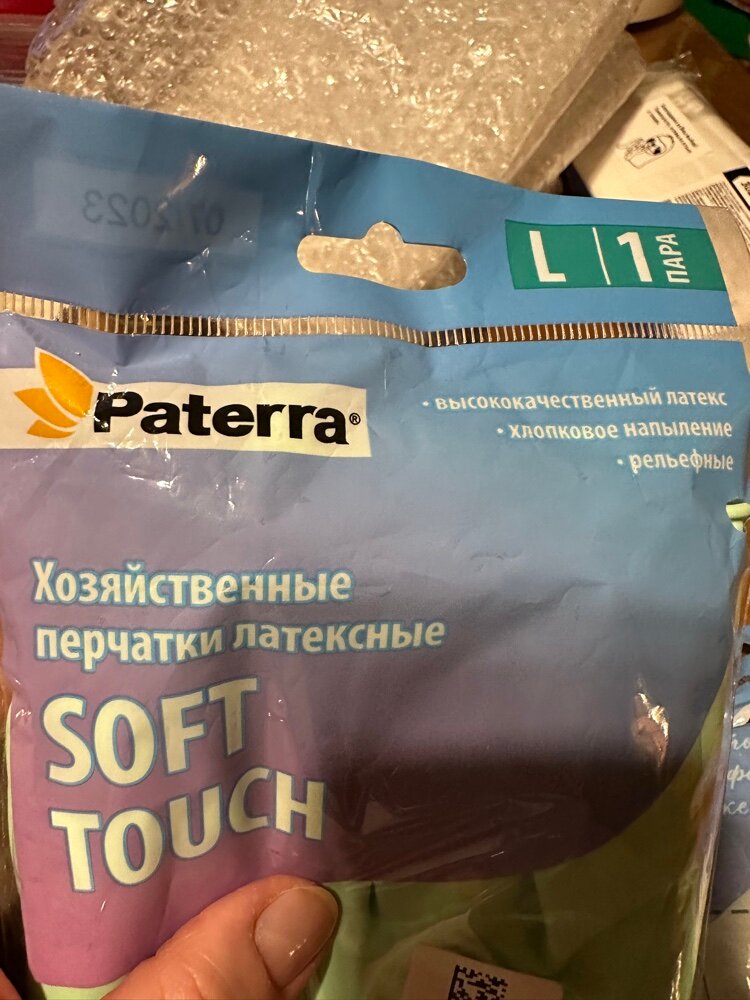 07/2023
L 1 ПАРА
Paterra®
• высококачественный латекс
• хлопковое напыление
• рельефные
Хозяйственные
перчатки латексные
SOFT
TOUCH